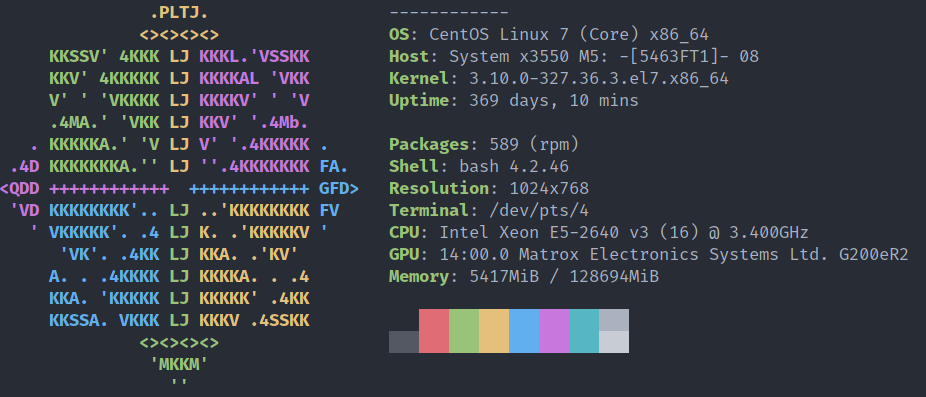 .PLTJ. ------------
<><><><> OS: CentOS Linux 7 (Core) x86_64
KKSSV' 4KKK LJ KKKL.'VSSKK Host: System x3550 M5: -[5463FT1]- 08
KKV' 4KKKKK LJ KKKKAL 'VKK Kernel: 3.10.0-327.36.3.el7.x86_64
V' ' 'VKKKK LJ KKKKV' ' 'V Uptime: 369 days, 10 mins
.4MA.' 'VKK LJ KKV' '.4Mb.
. KKKKKA.' 'V LJ V' '.4KKKKK . Packages: 589 (rpm)
.4D KKKKKKKA.'' LJ ''.4KKKKKKK FA. Shell: bash 4.2.46
<QDD ++++++++++++ ++++++++++++ GFD> Resolution: 1024x768
'VD KKKKKKKK'.. LJ ..'KKKKKKKK FV Terminal: /dev/pts/4
' VKKKKK'. .4 LJ K. .'KKKKKV ' CPU: Intel Xeon E5-2640 v3 (16) @ 3.400GHz
'VK'. .4KK LJ KKA. .'KV' GPU: 14:00.0 Matrox Electronics Systems Ltd. G200eR2
A. . .4KKKK LJ KKKKA. . .4 Memory: 5417MiB / 128694MiB
KKA. 'KKKKK LJ KKKKK' .4KK
KKSSA. VKKK LJ KKKV .4SSKK
<><><><>
'MKKM'
''